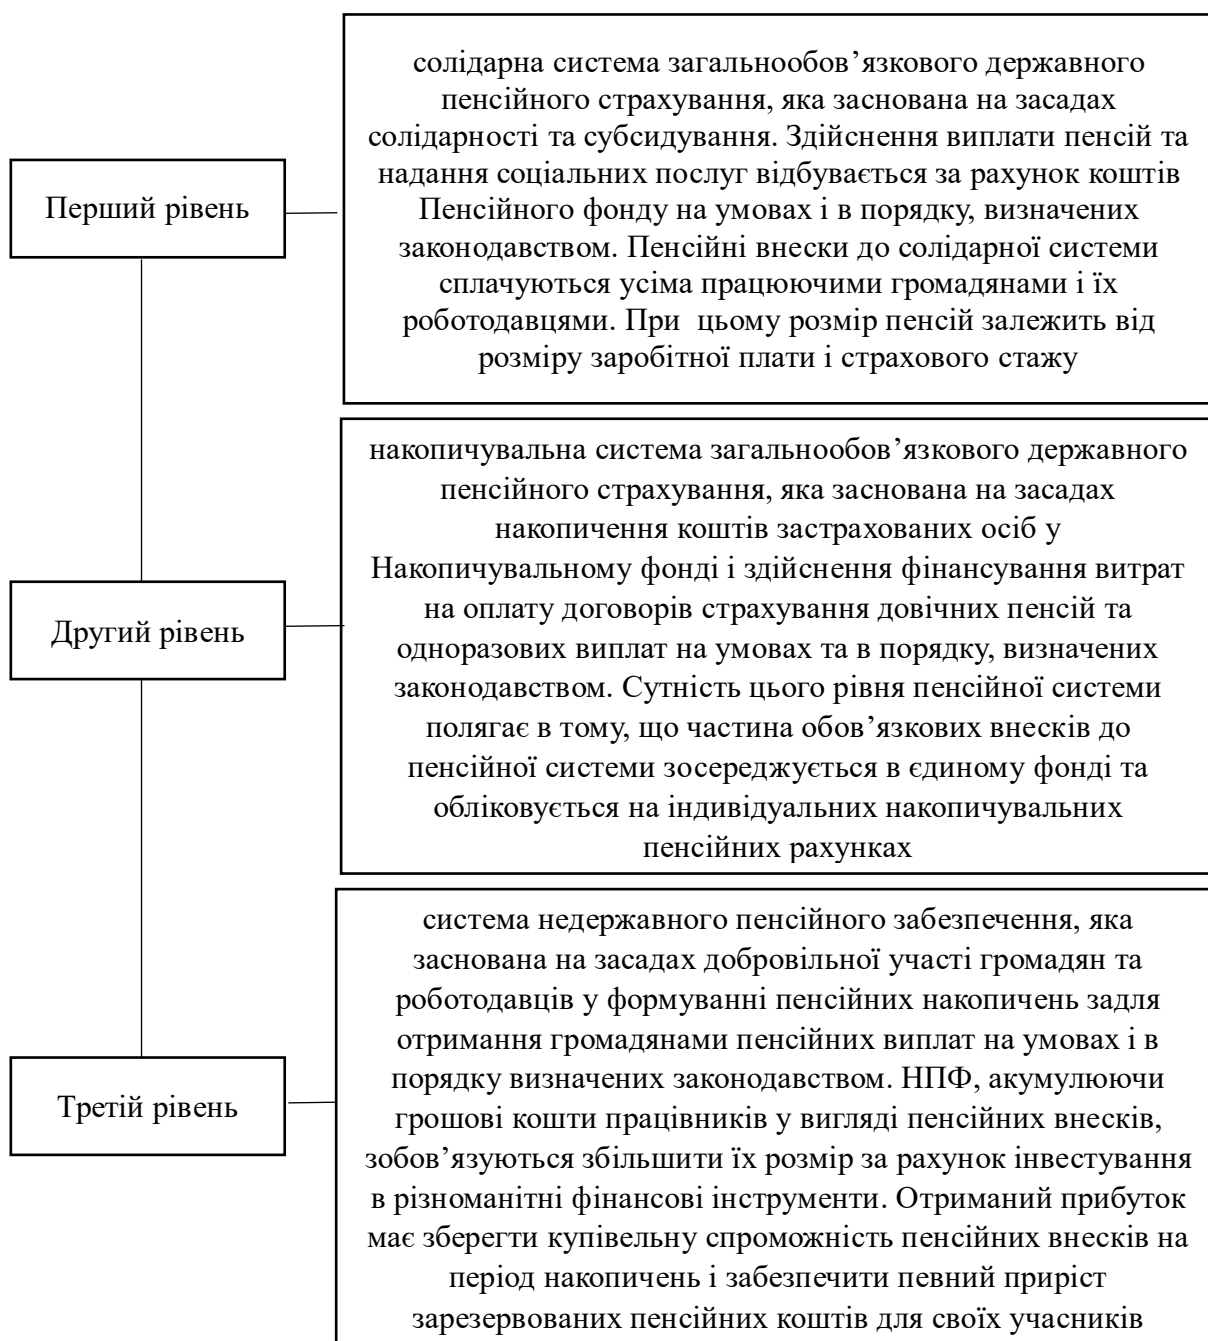 Перший рівень
солідарна система загальнообов’язкового державного
пенсійного страхування, яка заснована на засадах
солідарності та субсидування. Здійснення виплати пенсій та
надання соціальних послуг відбувається за рахунок коштів
Пенсійного фонду на умовах і в порядку, визначених
законодавством. Пенсійні внески до солідарної системи
сплачуються усіма працюючими громадянами і їх
роботодавцями. При  цьому розмір пенсій залежить від
розміру заробітної плати і страхового стажу
Другий рівень
накопичувальна система загальнообов’язкового державного
пенсійного страхування, яка заснована на засадах
накопичення коштів застрахованих осіб у
Накопичувальному фонді і здійснення фінансування витрат
на оплату договорів страхування довічних пенсій та
одноразових виплат на умовах та в порядку, визначених
законодавством. Сутність цього рівня пенсійної системи
полягає в тому, що частина обов’язкових внесків до
пенсійної системи зосереджується в єдиному фонді та
обліковується на індивідуальних накопичувальних
пенсійних рахунках
Третій рівень
система недержавного пенсійного забезпечення, яка
заснована на засадах добровільної участі громадян та
роботодавців у формуванні пенсійних накопичень задля
отримання громадянами пенсійних виплат на умовах і в
порядку визначених законодавством. НПФ, акумулюючи
грошові кошти працівників у вигляді пенсійних внесків,
зобов’язуються збільшити їх розмір за рахунок інвестування
в різноманітні фінансові інструменти. Отриманий прибуток
має зберегти купівельну спроможність пенсійних внесків на
період накопичень і забезпечити певний приріст
зарезервованих пенсійних коштів для своїх учасників